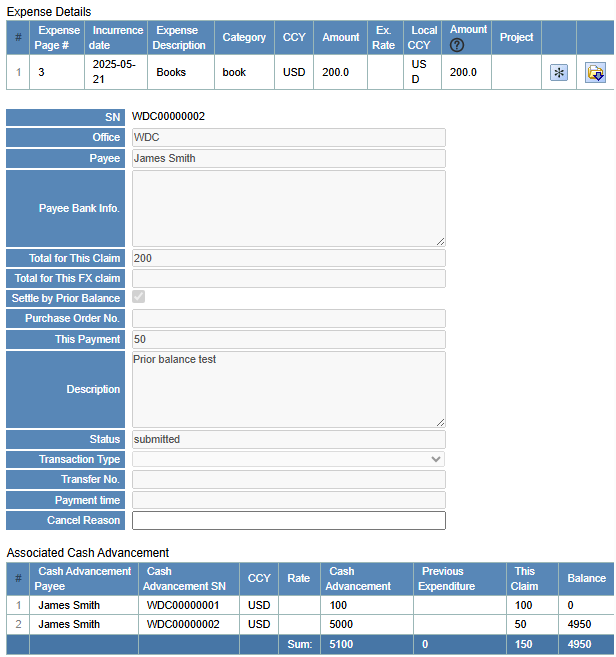 Expense Details
# Expense Page # Incurrence date Expense Description Category CCY Amount Ex. Rate Local CCY Amount ? Project
1 3 2025-05-21 Books book USD 200.0 USD 200.0 *
SN WDC00000002
Office WDC
Payee James Smith
Payee Bank Info.
Total for This Claim 200
Total for This FX claim
Settle by Prior Balance
Purchase Order No.
This Payment 50
Description Prior balance test
Status submitted
Transaction Type
Transfer No.
Payment time
Cancel Reason
Associated Cash Advancement
# Cash Advancement Payee Cash Advancement SN CCY Rate Cash Advancement Previous Expenditure This Claim Balance
1 James Smith WDC00000001 USD 100 100 0
2 James Smith WDC00000002 USD 5000 50 4950
Sum: 5100 0 150 4950